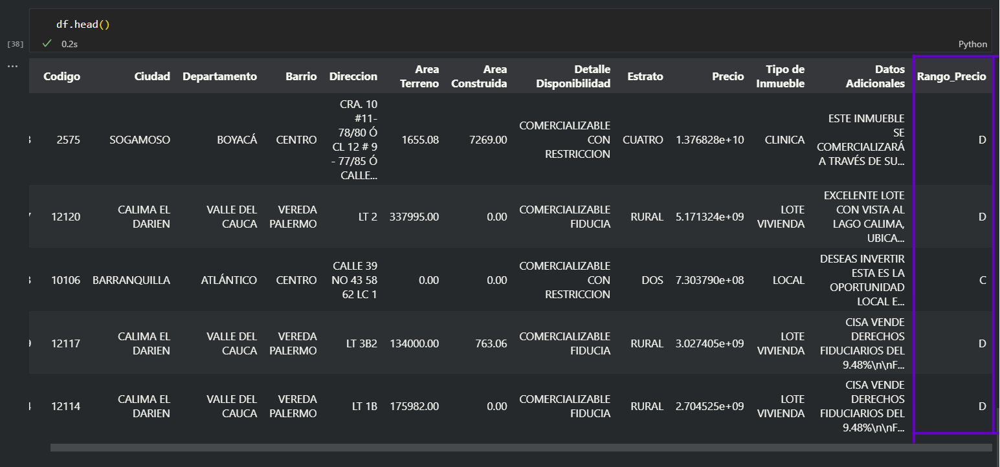 df.head()
[38]
0.2s
Python
...
Codigo Ciudad Departamento Barrio Direccion Area Terreno Area Construida Detalle Disponibilidad Estrato Precio Tipo de Inmueble Datos Adicionales Rango_Precio
2575 SOGAMOSO BOYACÁ CENTRO CRA. 10 #11- 78/80 Ó CL 12 # 9 - 77/85 Ó CALLE... 1655.08 7269.00 COMERCIALIZABLE CON RESTRICCION CUATRO 1.376828e+10 CLINICA ESTE INMUEBLE SE COMERCIALIZARÁ A TRAVÉS DE SU... D
12120 CALIMA EL DARIEN VALLE DEL CAUCA VEREDA PALERMO LT 2 337995.00 0.00 COMERCIALIZABLE FIDUCIA RURAL 5.171324e+09 LOTE VIVIENDA EXCELENTE LOTE CON VISTA AL LAGO CALIMA, UBICA... D
10106 BARRANQUILLA ATLÁNTICO CENTRO CALLE 39 NO 43 58 62 LC 1 0.00 0.00 COMERCIALIZABLE CON RESTRICCION DOS 7.303790e+08 LOCAL DESEAS INVERTIR ESTA ES LA OPORTUNIDAD LOCAL E... C
12117 CALIMA EL DARIEN VALLE DEL CAUCA VEREDA PALERMO LT 3B2 134000.00 763.06 COMERCIALIZABLE FIDUCIA RURAL 3.027405e+09 LOTE VIVIENDA CISA VENDE DERECHOS FIDUCIARIOS DEL 9.48%\n\nF... D
12114 CALIMA EL DARIEN VALLE DEL CAUCA VEREDA PALERMO LT 1B 175982.00 0.00 COMERCIALIZABLE FIDUCIA RURAL 2.704525e+09 LOTE VIVIENDA CISA VENDE DERECHOS FIDUCIARIOS DEL 9.48%\n\nF... D